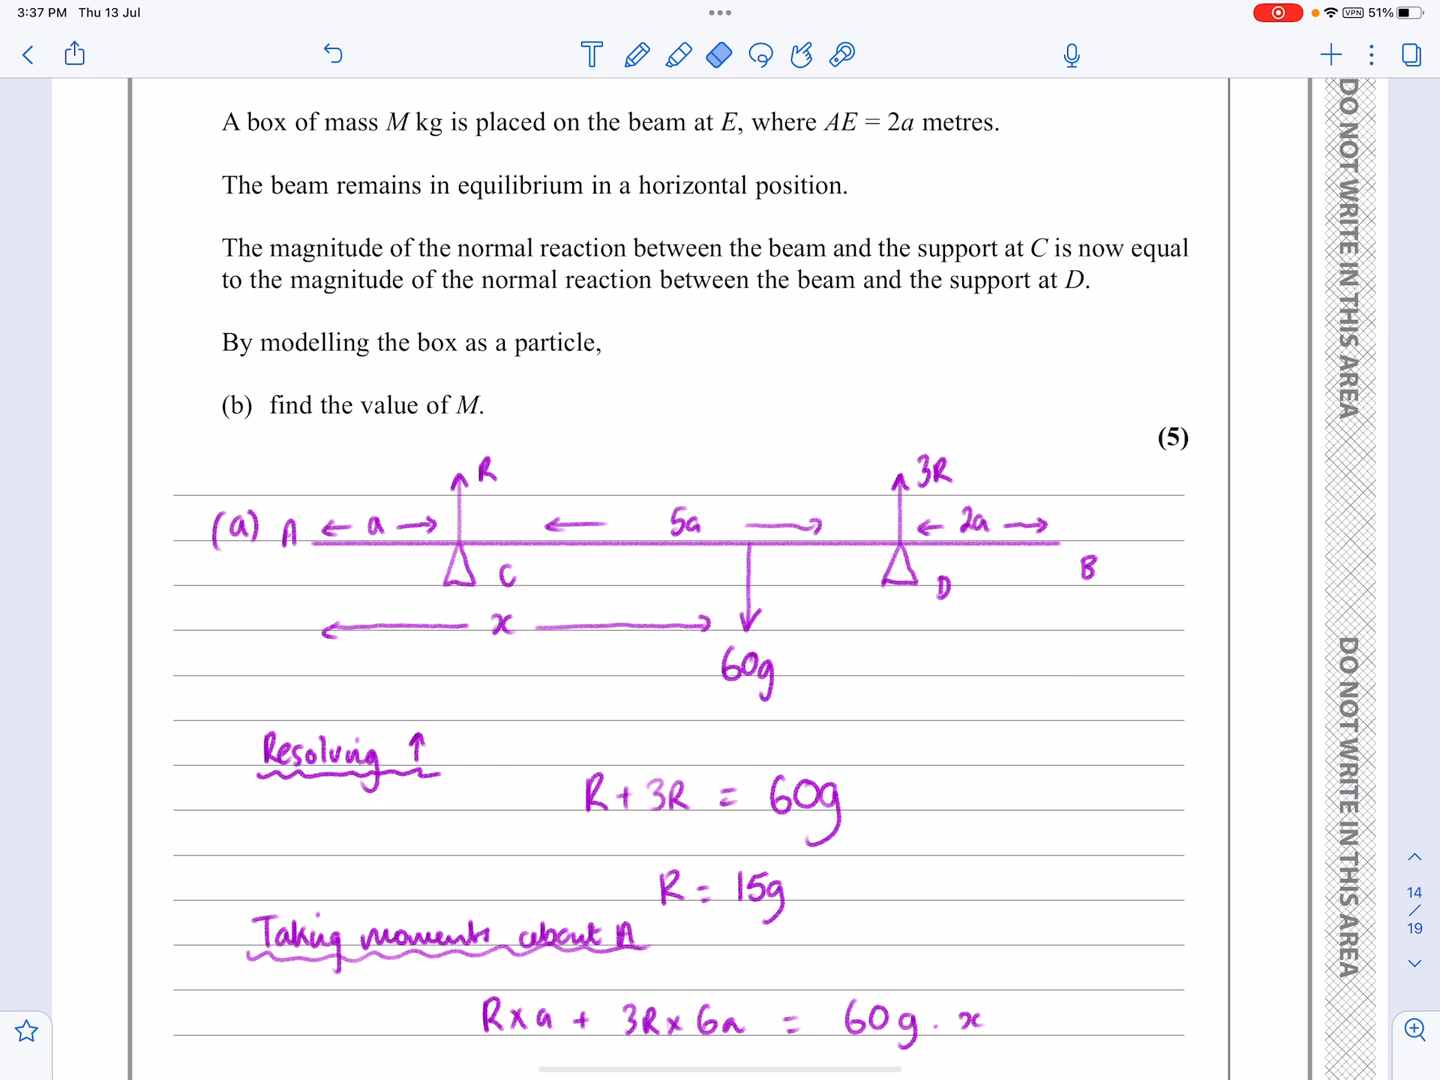 3:37 PM Thu 13 Jul
VPN 51%
A box of mass M kg is placed on the beam at E, where AE = 2a metres.
The beam remains in equilibrium in a horizontal position.
The magnitude of the normal reaction between the beam and the support at C is now equal
to the magnitude of the normal reaction between the beam and the support at D.
By modelling the box as a particle,
(b) find the value of M.
(5)
R 3R
(a) A a 5a 2a
C D B
x
60g
Resolving ↑
R + 3R = 60g
R = 15g
Taking moments about A
R×a + 3R×6a = 60g . x
DO NOT WRITE IN THIS AREA
DO NOT WRITE IN THIS AREA
14
/
19